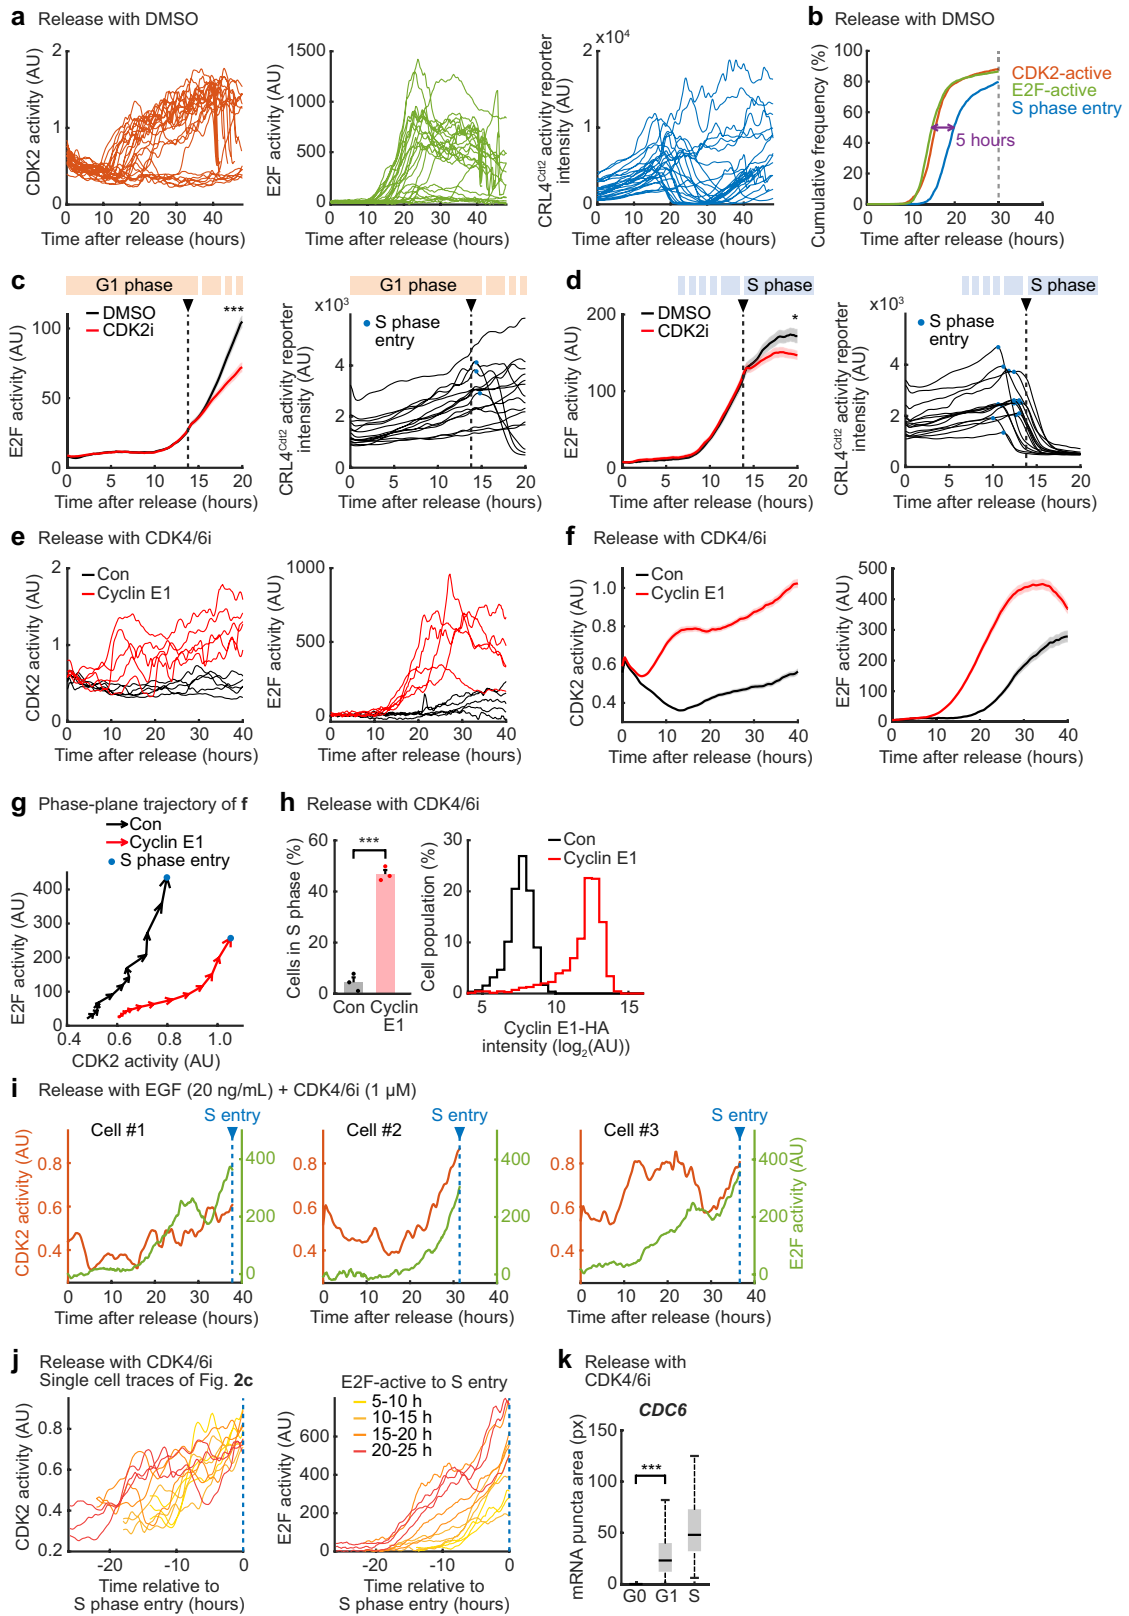 a Release with DMSO
CDK2 activity (AU)
2
1
0
0 10 20 30 40
Time after release (hours)
E2F activity (AU)
1500
1000
500
0
0 10 20 30 40
Time after release (hours)
CRL4Cdt2 activity reporter
intensity (AU)
×10⁴
2
1
0
0 10 20 30 40
Time after release (hours)
b Release with DMSO
Cumulative frequency (%)
100
80
60
40
20
0
CDK2-active
E2F-active
S phase entry
5 hours
0 10 20 30 40
Time after release (hours)
c
G1 phase
DMSO
CDK2i
***
E2F activity (AU)
100
50
0
0 5 10 15 20
Time after release (hours)
G1 phase
×10³
S phase
entry
CRL4Cdt2 activity reporter
intensity (AU)
4
2
0
0 5 10 15 20
Time after release (hours)
d
S phase
DMSO
CDK2i
*
E2F activity (AU)
200
100
0
0 5 10 15 20
Time after release (hours)
S phase
×10³
S phase
entry
CRL4Cdt2 activity reporter
intensity (AU)
6
4
2
0
0 5 10 15 20
Time after release (hours)
e Release with CDK4/6i
Con
Cyclin E1
CDK2 activity (AU)
2
1
0
0 10 20 30 40
Time after release (hours)
E2F activity (AU)
1000
500
0
0 10 20 30 40
Time after release (hours)
f Release with CDK4/6i
Con
Cyclin E1
CDK2 activity (AU)
1.0
0.8
0.6
0.4
0 10 20 30 40
Time after release (hours)
E2F activity (AU)
500
400
300
200
100
0
0 10 20 30 40
Time after release (hours)
g Phase-plane trajectory of f
Con
Cyclin E1
S phase entry
E2F activity (AU)
400
300
200
100
0
0.4 0.6 0.8 1.0
CDK2 activity (AU)
h Release with CDK4/6i
***
Cells in S phase (%)
60
40
20
0
Con Cyclin
E1
Con
Cyclin E1
Cell population (%)
30
20
10
0
5 10 15
Cyclin E1-HA
intensity (log₂(AU))
i Release with EGF (20 ng/mL) + CDK4/6i (1 μM)
S entry
Cell #1
CDK2 activity (AU)
0.8
0.6
0.4
400
200
0
0 10 20 30 40
Time after release (hours)
S entry
Cell #2
0.8
0.6
0.4
400
200
0
0 10 20 30 40
Time after release (hours)
S entry
Cell #3
0.8
0.6
0.4
400
200
0
E2F activity (AU)
0 10 20 30 40
Time after release (hours)
j Release with CDK4/6i
Single cell traces of Fig. 2c
CDK2 activity (AU)
0.8
0.6
0.4
0.2
-20 -10 0
Time relative to
S phase entry (hours)
E2F-active to S entry
5-10 h
10-15 h
15-20 h
20-25 h
E2F activity (AU)
600
400
200
0
-20 -10 0
Time relative to
S phase entry (hours)
k Release with
CDK4/6i
CDC6
***
mRNA puncta area (px)
150
100
50
0
G0 G1 S